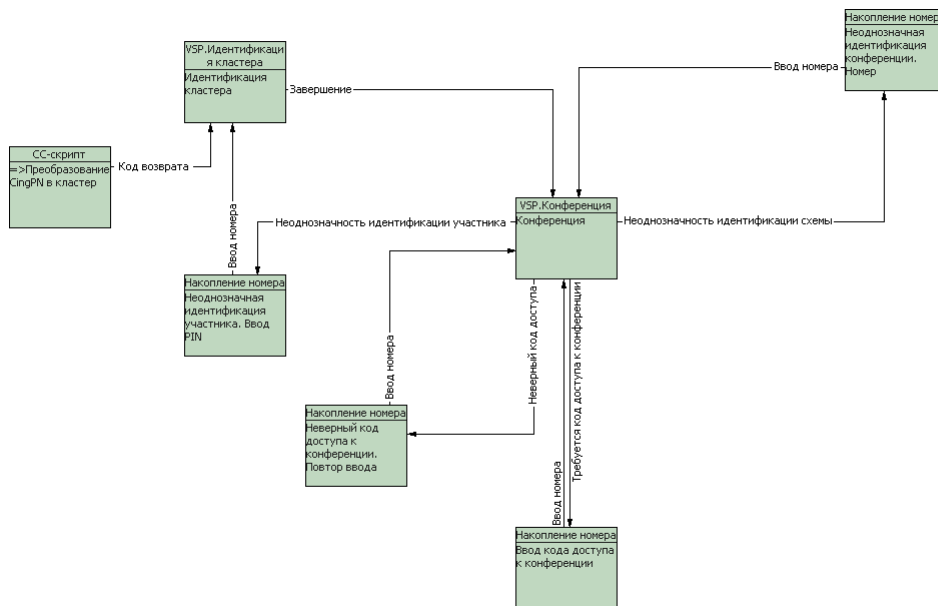 Накопление номера
Неоднозначная
идентификация
конференции.
Номер
Ввод номера
VSP.Идентификаци
я кластера
Идентификация
кластера
Завершение
СС-скрипт
=>Преобразование
CingPN в кластер
Код возврата
Ввод номера
VSP.Конференция
Конференция
Неоднозначность идентификации участника
Неоднозначность идентификации схемы
Накопление номера
Неоднозначная
идентификация
участника. Ввод
PIN
Ввод номера
Неверный код доступа
Требуется код доступа к конференции
Накопление номера
Неверный код
доступа к
конференции.
Повтор ввода
Ввод номера
Накопление номера
Ввод кода доступа
к конференции